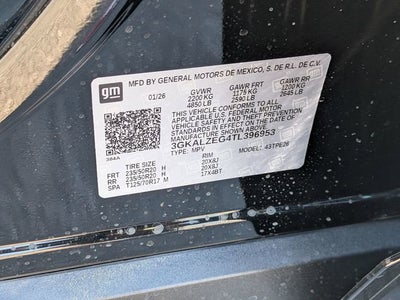 gm
MFD BY GENERAL MOTORS DE MEXICO, S. DE R.L. DE C.V.
01/26 GVWR GAWR FRT GAWR RR
2200 KG 1175 KG 1200 KG
4850 LB 2590 LB 2645 LB
THIS VEHICLE CONFORMS TO ALL
APPLICABLE U.S. FEDERAL MOTOR VEHICLE
SAFETY, BUMPER, AND THEFT PREVENTION
STANDARDS IN EFFECT ON THE DATE OF
MANUFACTURE SHOWN ABOVE.
3GKALZEG4TL396953
TYPE: MPV MODEL: 43TPE26
384A
TIRE SIZE RIM
FRT 235/50R20 H 20X8J
RR 235/50R20 H 20X8J
SPA T125/70R17 M 17X4BT